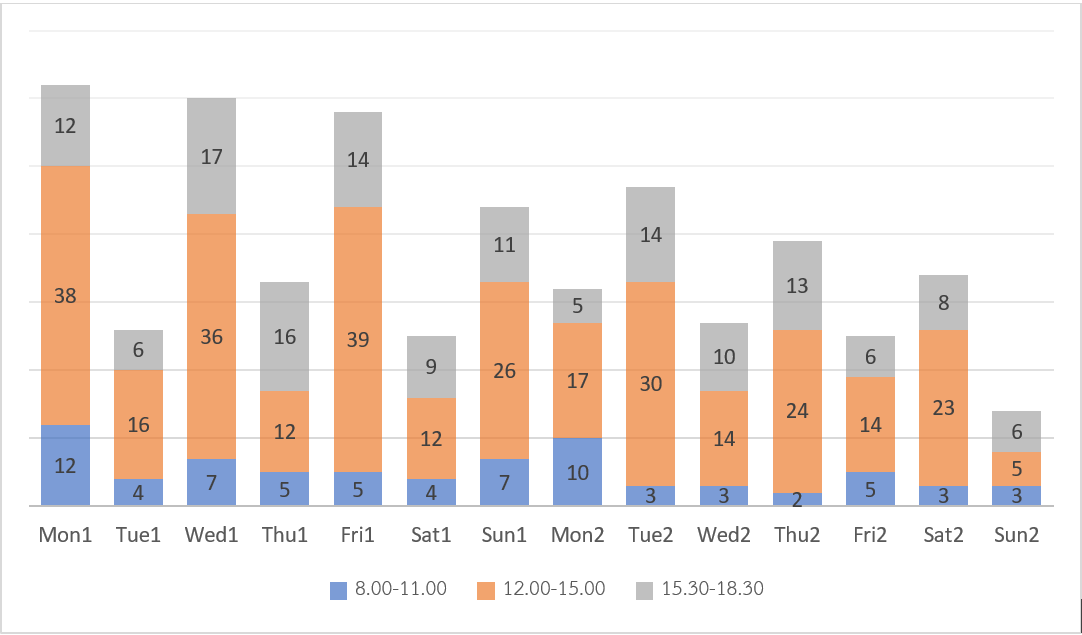 12 17 14
14
16 11 13
6 9 5 10 6 8
38 36 39 26 30 24 23
16 12 12 17 14 14 6
5
12 4 7 5 5 4 7 10 3 3 2 5 3 3
Mon1 Tue1 Wed1 Thu1 Fri1 Sat1 Sun1 Mon2 Tue2 Wed2 Thu2 Fri2 Sat2 Sun2
8.00-11.00 12.00-15.00 15.30-18.30